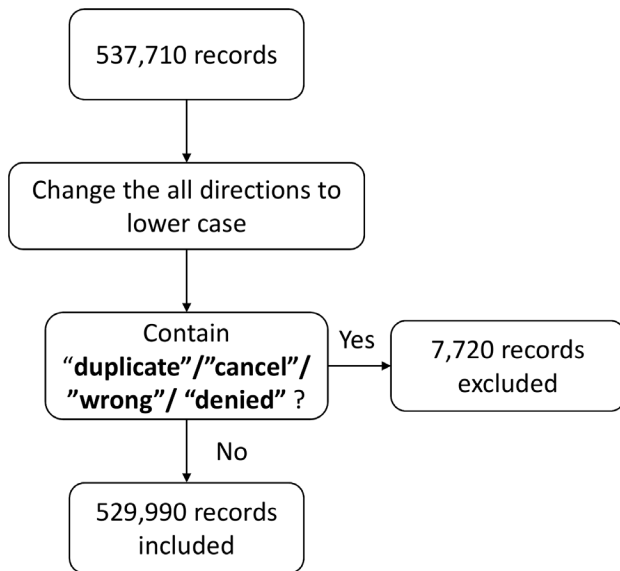 537,710 records
Change the all directions to
lower case
Contain
“duplicate”/”cancel”/
”wrong”/ “denied” ?
Yes
7,720 records
excluded
No
529,990 records
included